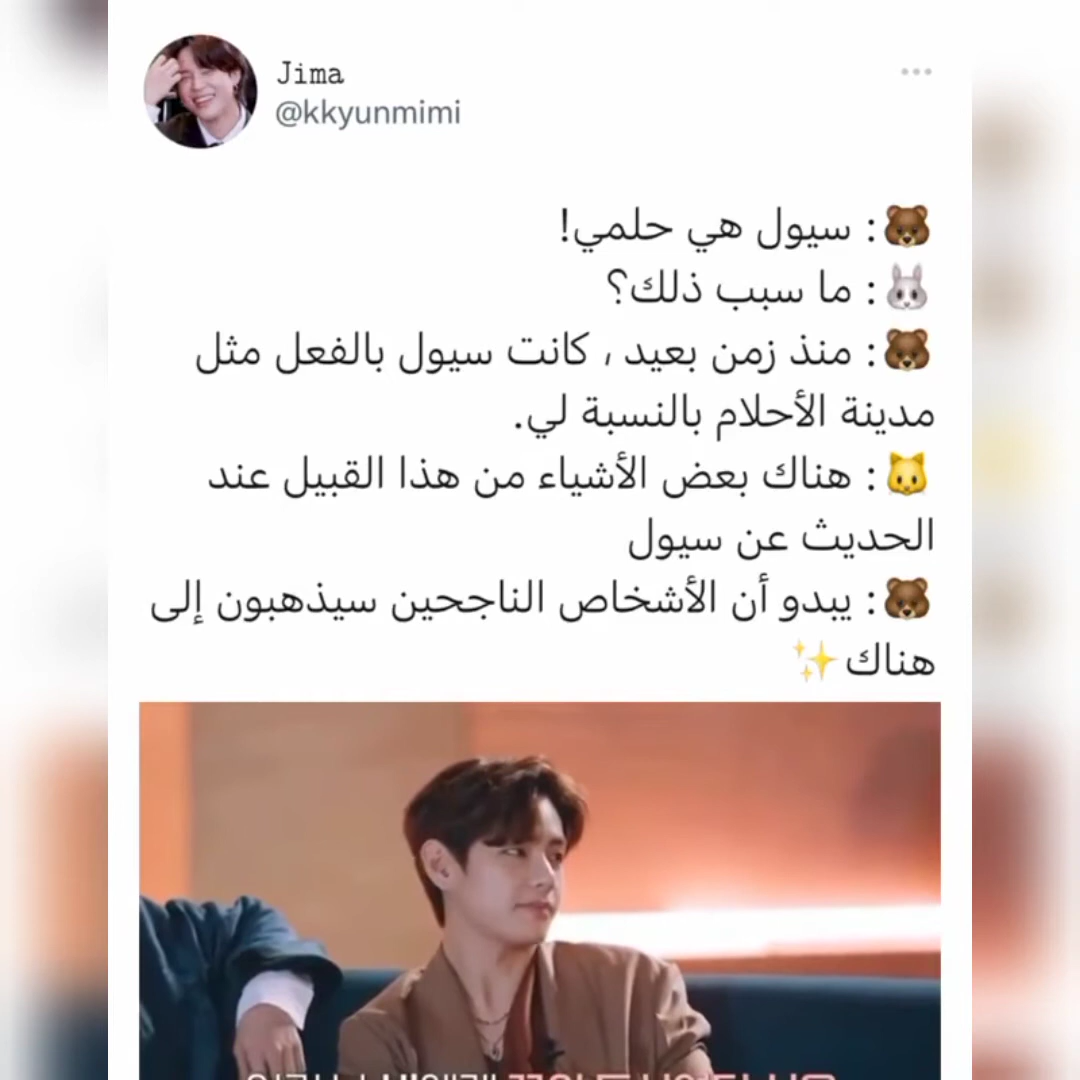 Jima
@kkyunmimi
🐻: سيول هي حلمي!
🐰: ما سبب ذلك؟
🐻: منذ زمن بعيد ، كانت سيول بالفعل مثل
مدينة الأحلام بالنسبة لي.
🐱: هناك بعض الأشياء من هذا القبيل عند
الحديث عن سيول
🐻: يبدو أن الأشخاص الناجحين سيذهبون إلى
هناك✨